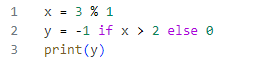 1 x = 3 % 1
2 y = -1 if x > 2 else 0
3 print(y)